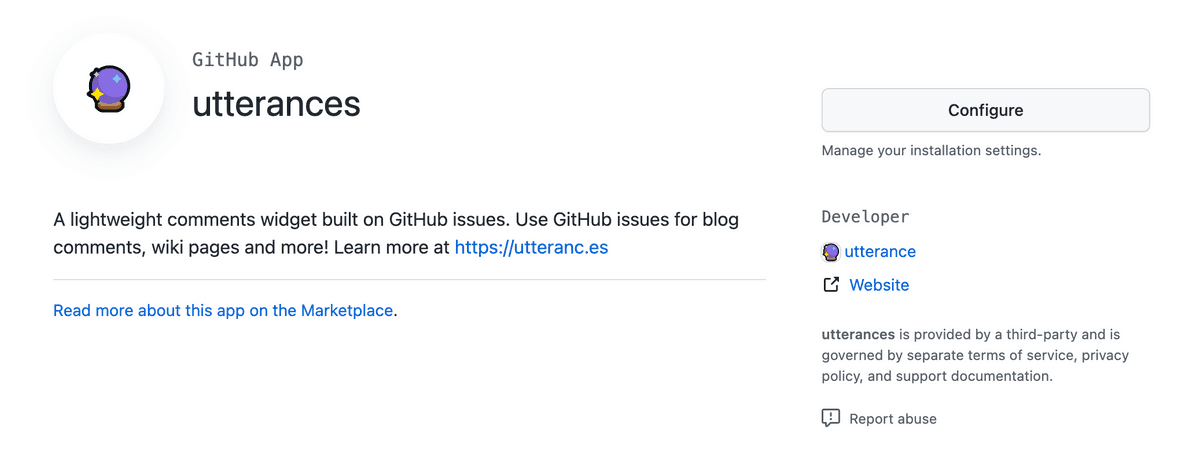 GitHub App
utterances
Configure
Manage your installation settings.
A lightweight comments widget built on GitHub issues. Use GitHub issues for blog
comments, wiki pages and more! Learn more at https://utteranc.es
Read more about this app on the Marketplace.
Developer
utterance
Website
utterances is provided by a third-party and is
governed by separate terms of service, privacy
policy, and support documentation.
Report abuse